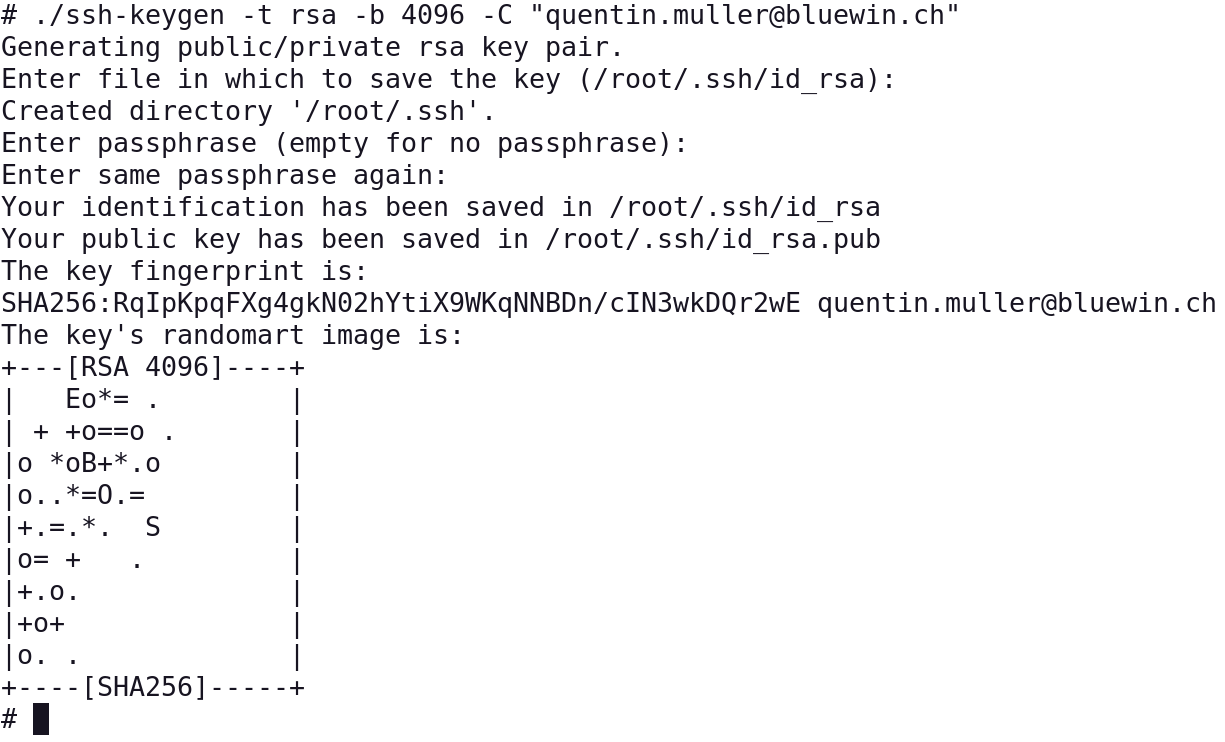 # ./ssh-keygen -t rsa -b 4096 -C "quentin.muller@bluewin.ch"
Generating public/private rsa key pair.
Enter file in which to save the key (/root/.ssh/id_rsa):
Created directory '/root/.ssh'.
Enter passphrase (empty for no passphrase):
Enter same passphrase again:
Your identification has been saved in /root/.ssh/id_rsa
Your public key has been saved in /root/.ssh/id_rsa.pub
The key fingerprint is:
SHA256:RqIpKpqFXg4gkN02hYtiX9WKqNNBDn/cIN3wkDQr2wE quentin.muller@bluewin.ch
The key's randomart image is:
+---[RSA 4096]----+
|   Eo*= .        |
| + +o==o .       |
|o *oB+*.o        |
|o..*=O.=         |
|+.=.*.  S        |
|o= +   .         |
|+.o.             |
|+o+              |
|o. .             |
+----[SHA256]-----+
#